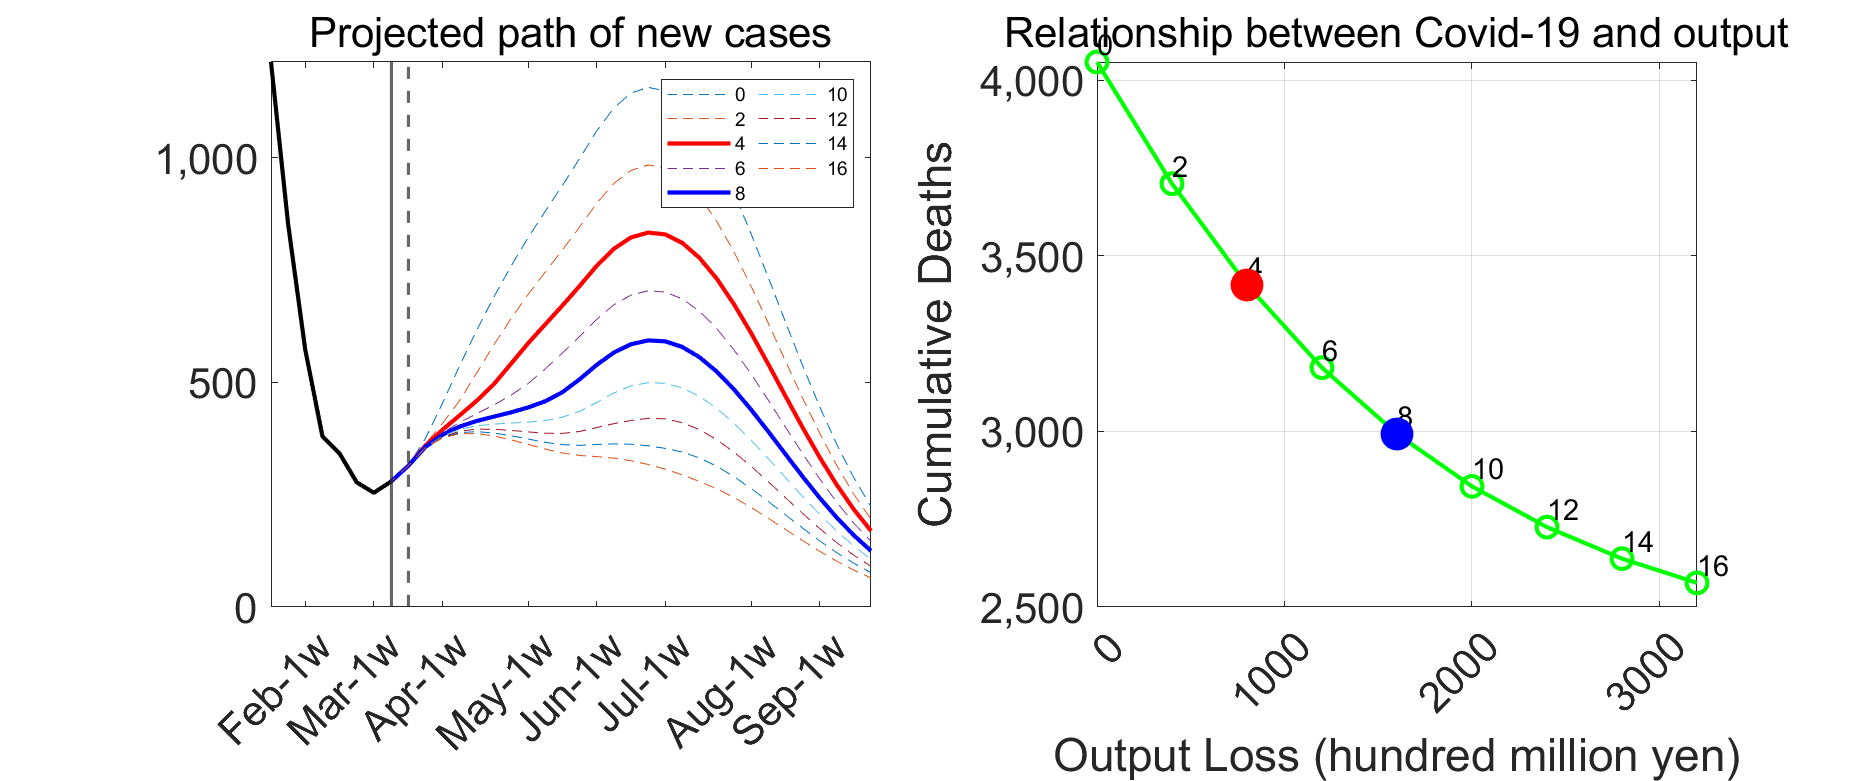 Projected path of new cases
1,000
500
0
0
2
4
6
8
10
12
14
16
Feb-1w
Mar-1w
Apr-1w
May-1w
Jun-1w
Jul-1w
Aug-1w
Sep-1w
Relationship between Covid-19 and output
Cumulative Deaths
4,000
3,500
3,000
2,500
0
2
4
6
8
10
12
14
16
0
1000
2000
3000
Output Loss (hundred million yen)